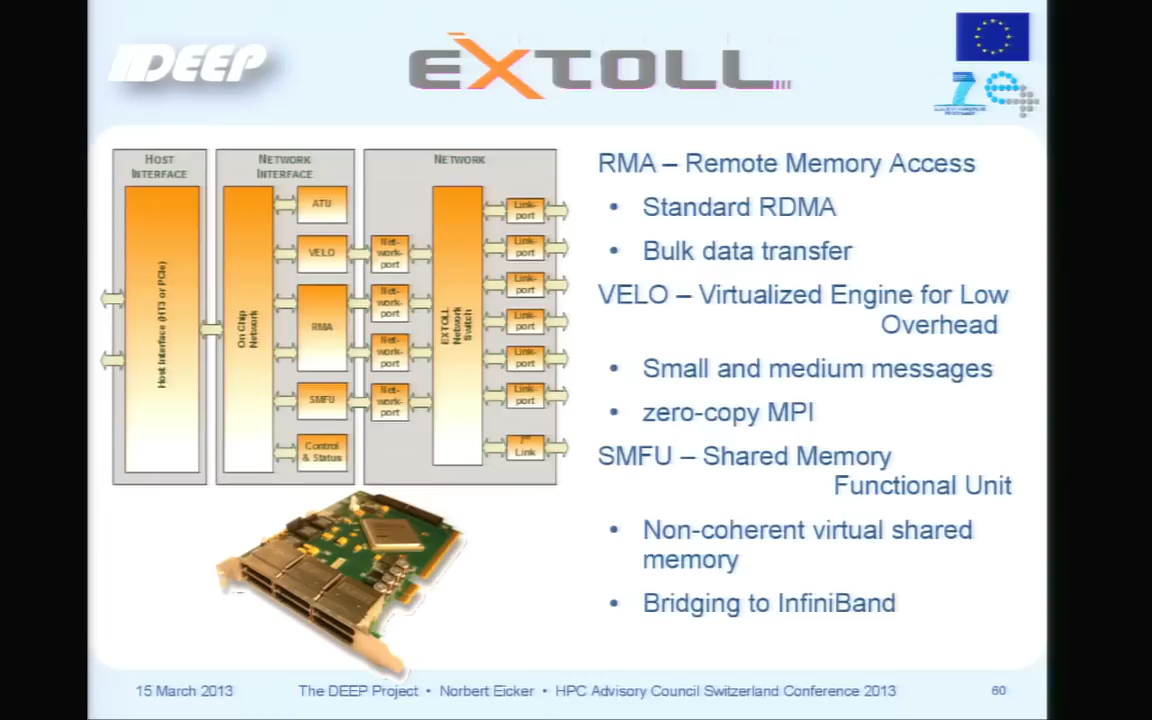 DEEP
EXTOLL
HOST
INTERFACE
NETWORK
INTERFACE
NETWORK
Host Interface (HT3 or PCIe)
On Chip
Network
ATU
VELO
RMA
SMFU
Control
& Status
Net-
work-
port
Net-
work-
port
Net-
work-
port
Net-
work-
port
EXTOLL
Network
Switch
Link-
port
Link-
port
Link-
port
Link-
port
Link-
port
Link-
port
Link
RMA – Remote Memory Access
• Standard RDMA
• Bulk data transfer
VELO – Virtualized Engine for Low
Overhead
• Small and medium messages
• zero-copy MPI
SMFU – Shared Memory
Functional Unit
• Non-coherent virtual shared
memory
• Bridging to InfiniBand
15 March 2013
The DEEP Project • Norbert Eicker • HPC Advisory Council Switzerland Conference 2013
60